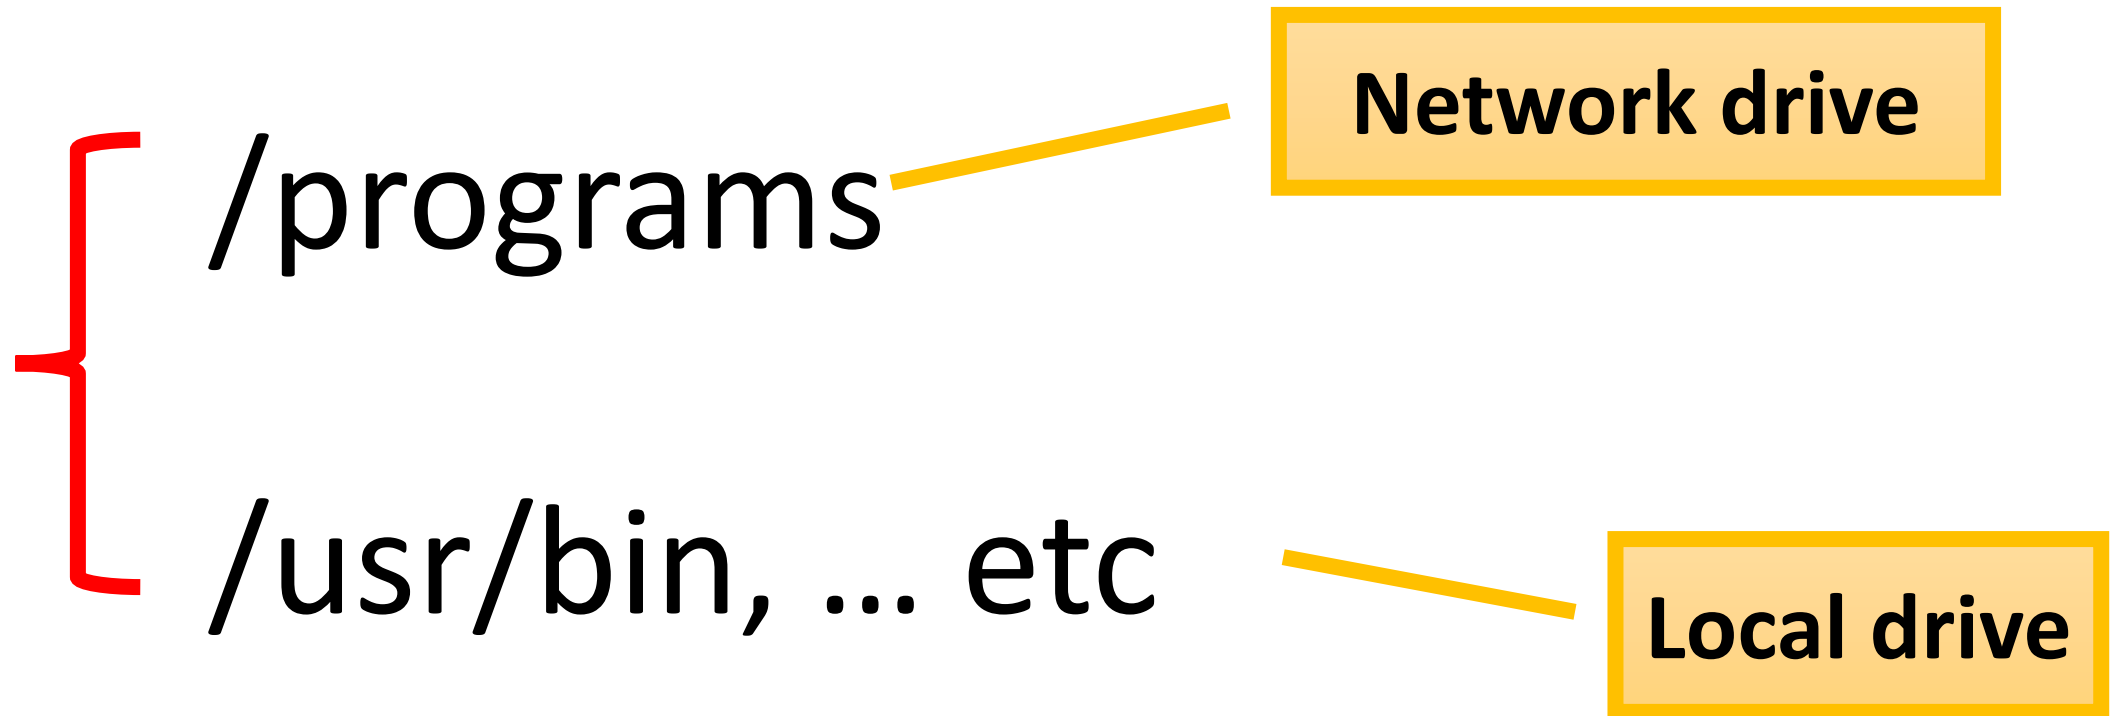 Network drive
/programs
/usr/bin, ... etc
Local drive